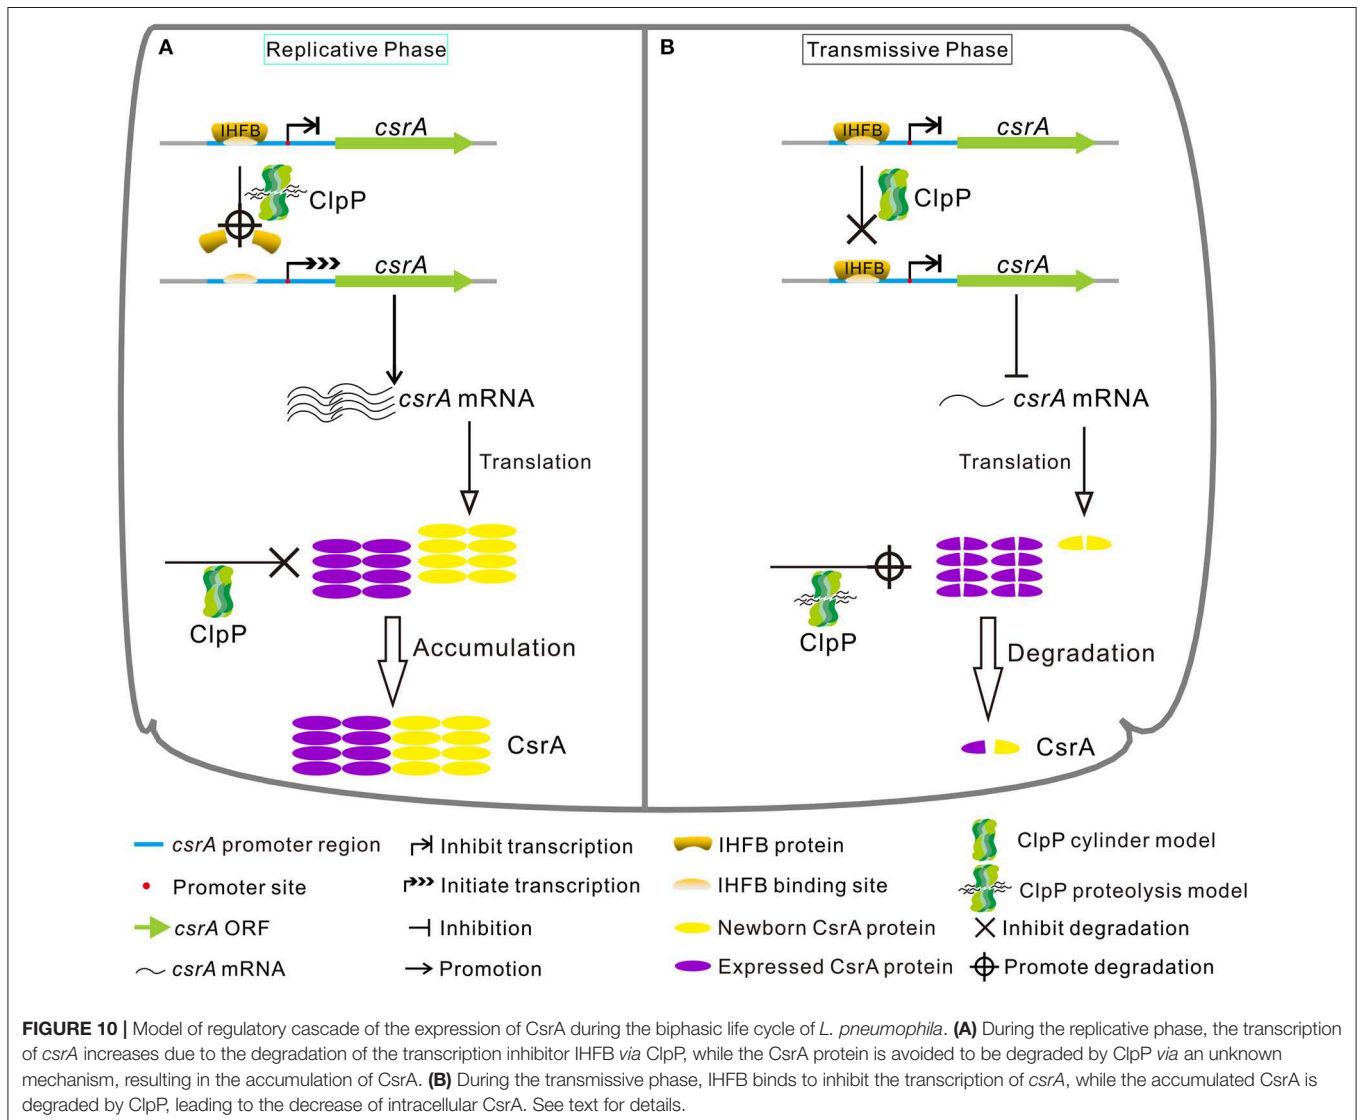 A
Replicative Phase
IHFB
csrA
ClpP
csrA
csrA mRNA
Translation
ClpP
Accumulation
CsrA
B
Transmissive Phase
IHFB
csrA
ClpP
IHFB
csrA
csrA mRNA
Translation
ClpP
Degradation
CsrA
csrA promoter region
Promoter site
csrA ORF
csrA mRNA
Inhibit transcription
Initiate transcription
Inhibition
Promotion
IHFB protein
IHFB binding site
Newborn CsrA protein
Expressed CsrA protein
ClpP cylinder model
ClpP proteolysis model
Inhibit degradation
Promote degradation
FIGURE 10 | Model of regulatory cascade of the expression of CsrA during the biphasic life cycle of L. pneumophila. (A) During the replicative phase, the transcription
of csrA increases due to the degradation of the transcription inhibitor IHFB via ClpP, while the CsrA protein is avoided to be degraded by ClpP via an unknown
mechanism, resulting in the accumulation of CsrA. (B) During the transmissive phase, IHFB binds to inhibit the transcription of csrA, while the accumulated CsrA is
degraded by ClpP, leading to the decrease of intracellular CsrA. See text for details.